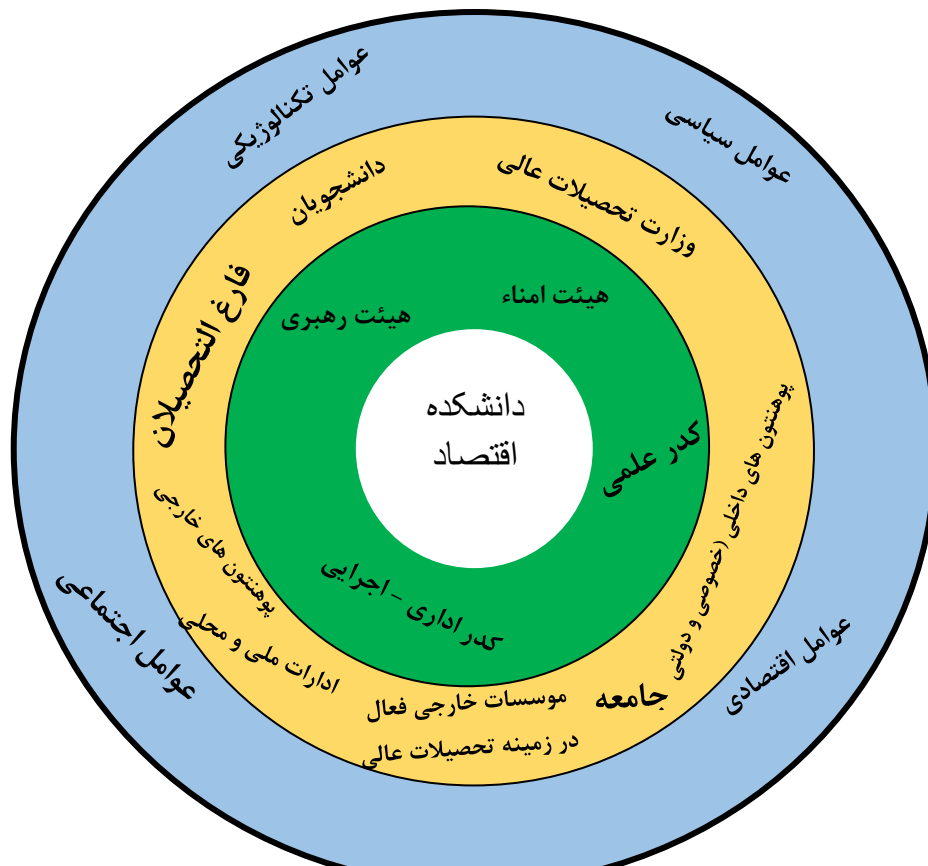 عوامل تکنالوژیکی
عوامل سیاسی
دانشجویان
وزارت تحصیلات عالی
فارغ التحصیلان
هیئت امناء
هیئت رهبری
دانشکده
اقتصاد
کدر علمی
پوهنتون های داخلی (خصوصی و دولتی
پوهنتون های خارجی
کدر اداری – اجرایی
عوامل اجتماعی
ادارات ملی و محلی
عوامل اقتصادی
جامعه
موسسات خارجی فعال
در زمینه تحصیلات عالی